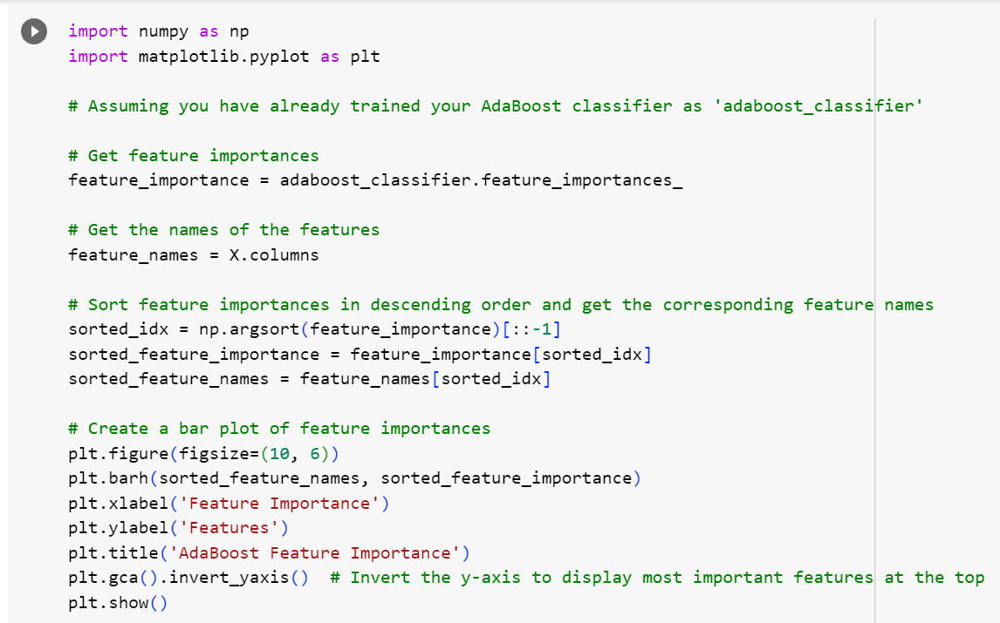 import numpy as np
import matplotlib.pyplot as plt
# Assuming you have already trained your AdaBoost classifier as 'adaboost_classifier'
# Get feature importances
feature_importance = adaboost_classifier.feature_importances_
# Get the names of the features
feature_names = X.columns
# Sort feature importances in descending order and get the corresponding feature names
sorted_idx = np.argsort(feature_importance)[::-1]
sorted_feature_importance = feature_importance[sorted_idx]
sorted_feature_names = feature_names[sorted_idx]
# Create a bar plot of feature importances
plt.figure(figsize=(10, 6))
plt.barh(sorted_feature_names, sorted_feature_importance)
plt.xlabel('Feature Importance')
plt.ylabel('Features')
plt.title('AdaBoost Feature Importance')
plt.gca().invert_yaxis()  # Invert the y-axis to display most important features at the top
plt.show()